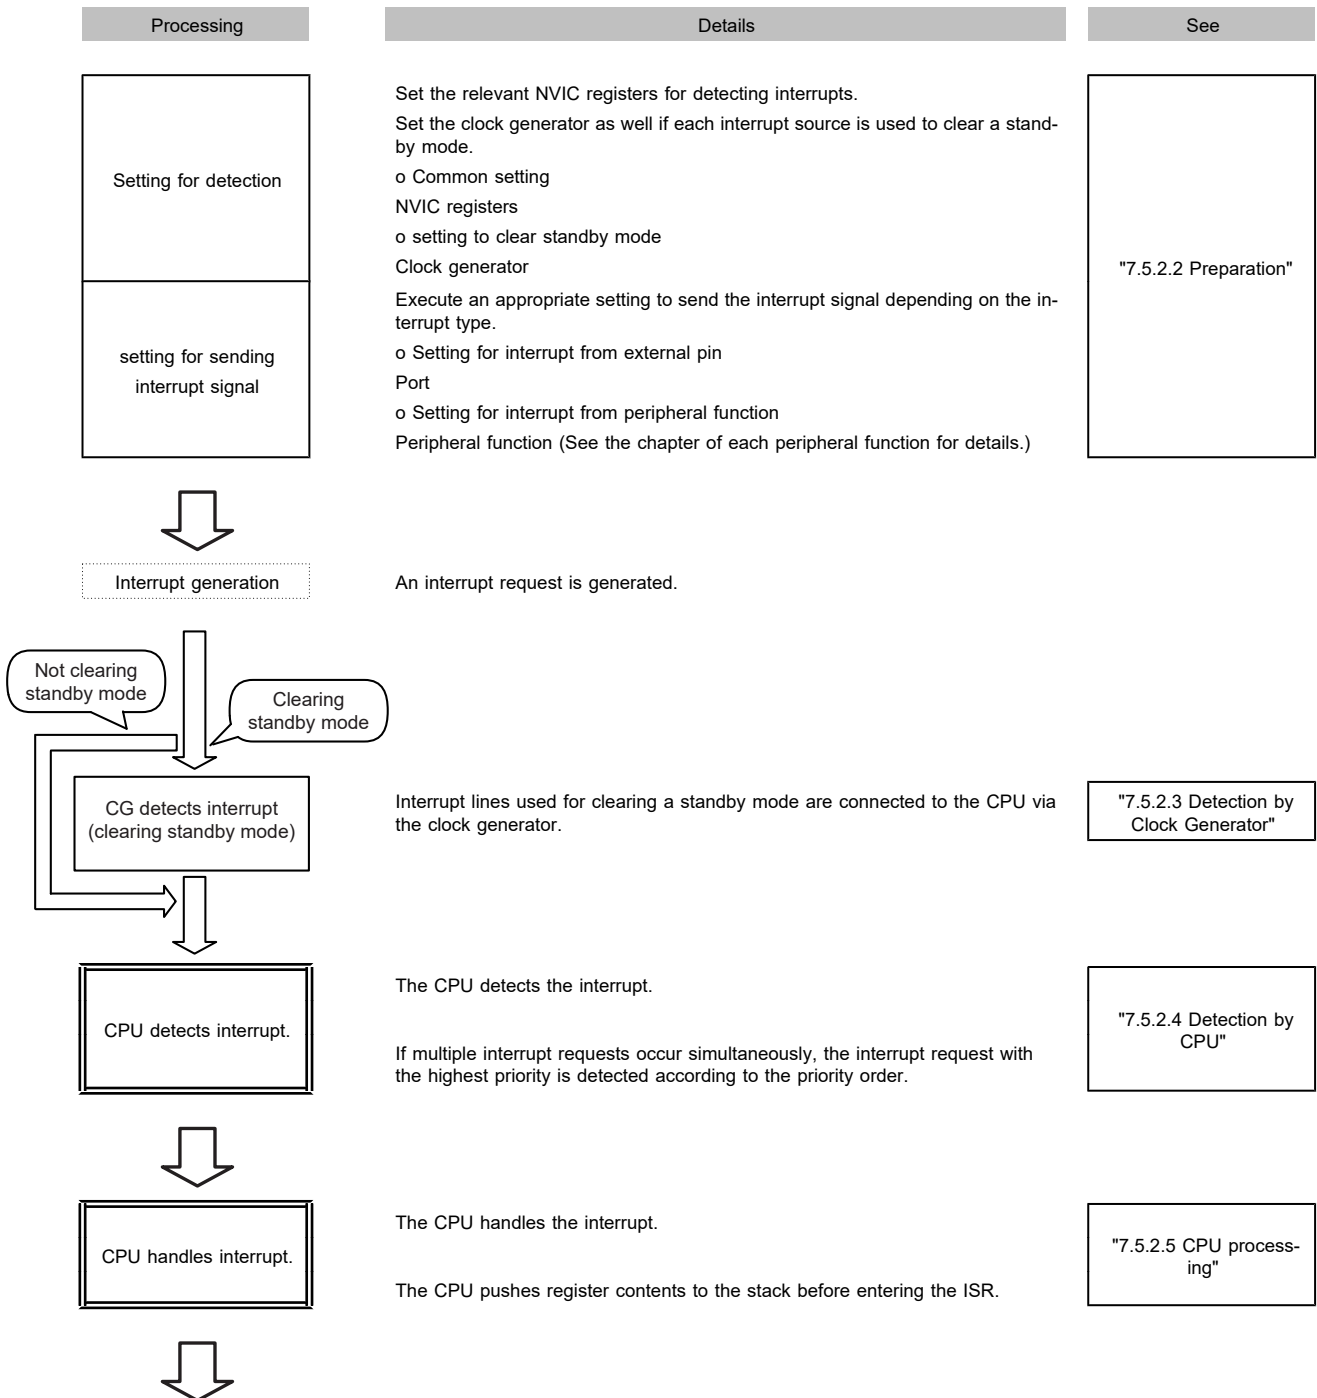 Processing
Details
See
Setting for detection
Set the relevant NVIC registers for detecting interrupts.
Set the clock generator as well if each interrupt source is used to clear a stand-
by mode.
o Common setting
NVIC registers
o setting to clear standby mode
Clock generator
"7.5.2.2 Preparation"
setting for sending
interrupt signal
Execute an appropriate setting to send the interrupt signal depending on the in-
terrupt type.
o Setting for interrupt from external pin
Port
o Setting for interrupt from peripheral function
Peripheral function (See the chapter of each peripheral function for details.)
Interrupt generation
An interrupt request is generated.
Not clearing
standby mode
Clearing
standby mode
CG detects interrupt
(clearing standby mode)
Interrupt lines used for clearing a standby mode are connected to the CPU via
the clock generator.
"7.5.2.3 Detection by
Clock Generator"
CPU detects interrupt.
The CPU detects the interrupt.
If multiple interrupt requests occur simultaneously, the interrupt request with
the highest priority is detected according to the priority order.
"7.5.2.4 Detection by
CPU"
CPU handles interrupt.
The CPU handles the interrupt.
The CPU pushes register contents to the stack before entering the ISR.
"7.5.2.5 CPU process-
ing"